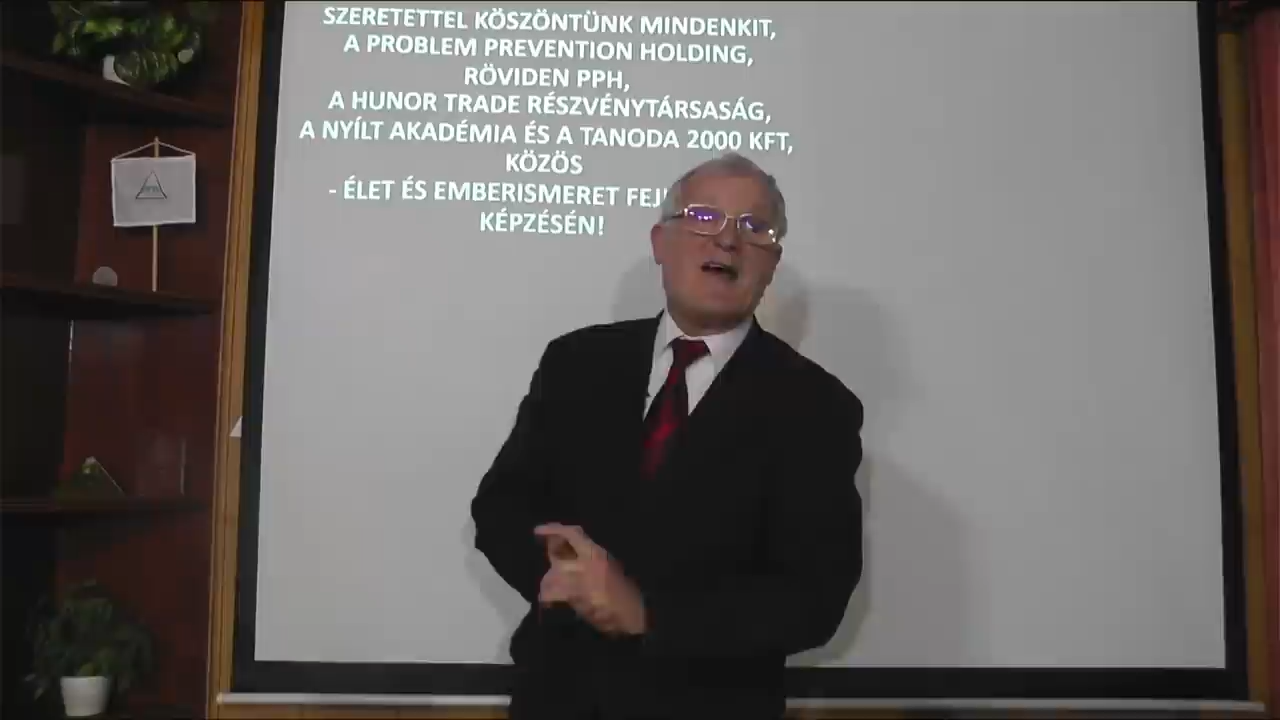 SZERETETTEL KÖSZÖNTÜNK MINDENKIT,
A PROBLEM PREVENTION HOLDING,
RÖVIDEN PPH,
A HUNOR TRADE RÉSZVÉNYTÁRSASÁG,
A NYÍLT AKADÉMIA ÉS A TANODA 2000 KFT,
KÖZÖS
- ÉLET ÉS EMBERISMERET
KÉPZÉSÉN!